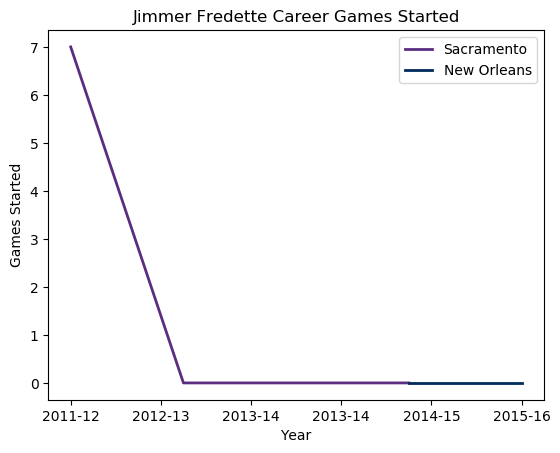 Jimmer Fredette Career Games Started
Sacramento
New Orleans
7
6
5
4
3
2
1
0
Games Started
2011-12 2012-13 2013-14 2013-14 2014-15 2015-16
Year